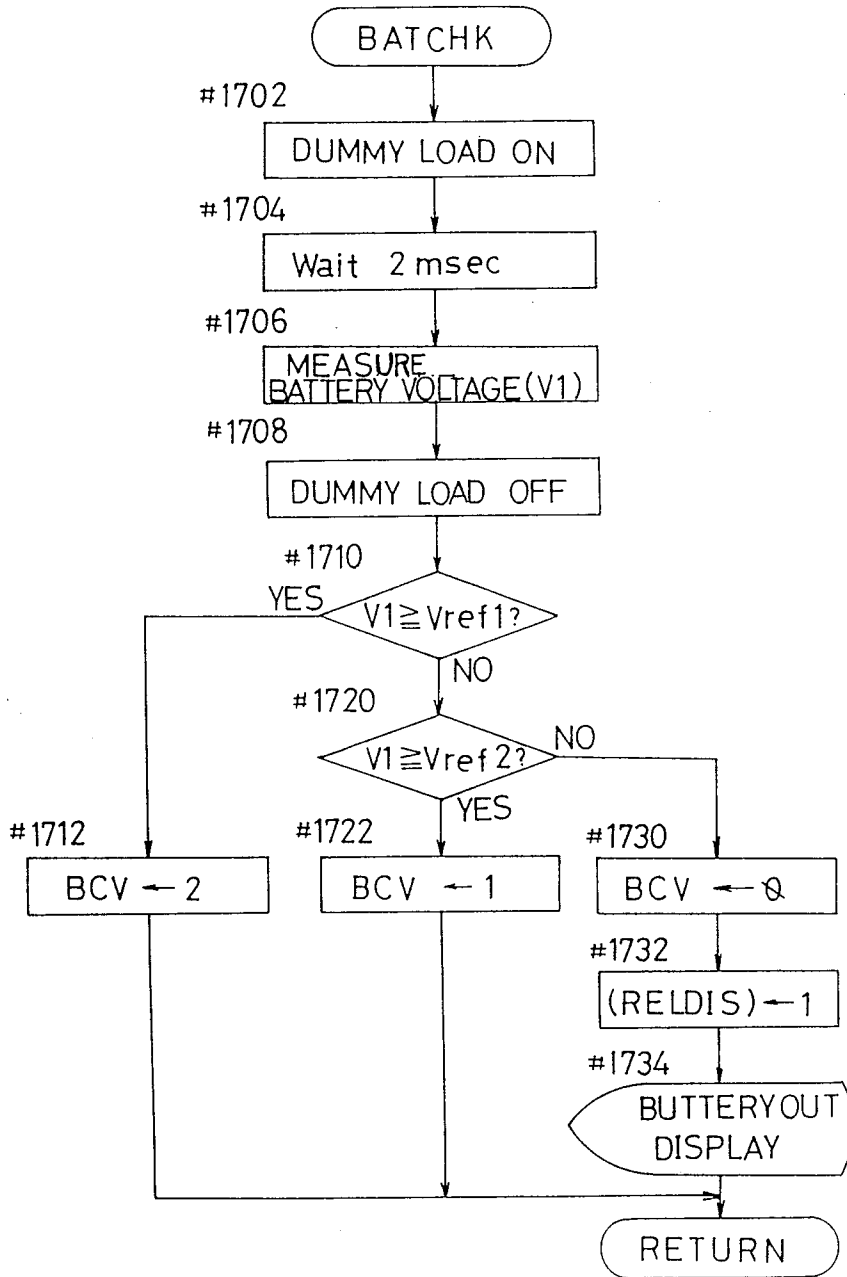 BATCHK
#1702
DUMMY LOAD ON
#1704
Wait 2msec
#1706
MEASURE
BATTERY VOLTAGE(V1)
#1708
DUMMY LOAD OFF
#1710
YES
V1≧Vref1?
NO
#1720
V1≧Vref2?
NO
YES
#1712
BCV ← 2
#1722
BCV ← 1
#1730
BCV ← 0
#1732
(RELDIS) ← 1
#1734
BUTTERYOUT
DISPLAY
RETURN